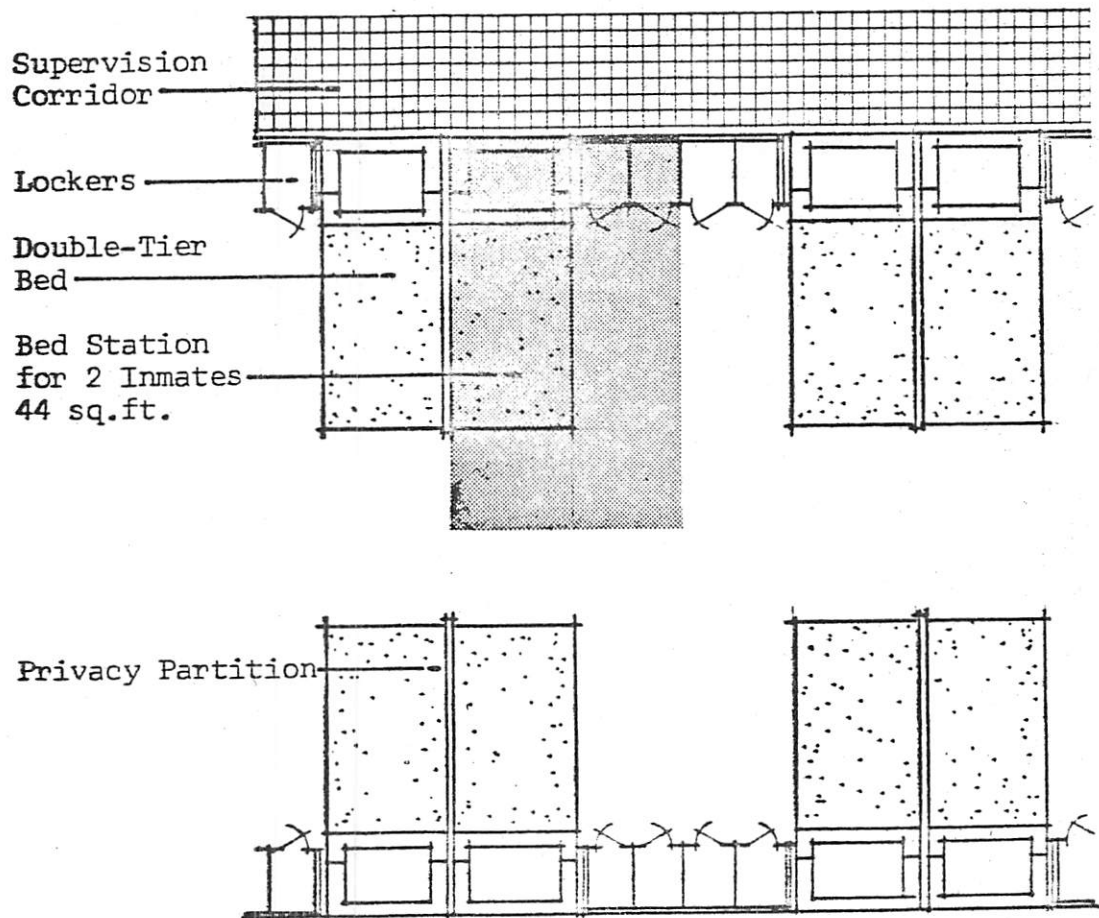 Supervision
Corridor
Lockers
Double-Tier
Bed
Bed Station
for 2 Inmates
44 sq.ft.
Privacy Partition